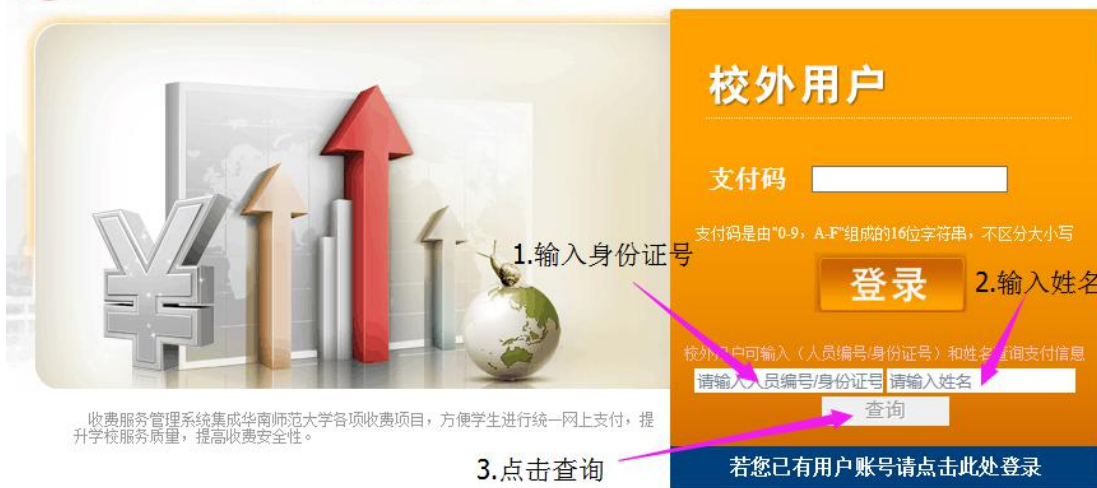 校外用户
支付码
支付码是由"0-9，A-F"组成的16位字符串，不区分大小写
1.输入身份证号
登录
2.输入姓名
校外用户可输入（人员编号/身份证号）和姓名查询支付信息
请输入人员编号/身份证号 请输入姓名
查询
收费服务管理系统集成华南师范大学各项收费项目，方便学生进行统一网上支付，提
升学校服务质量，提高收费安全性。
3.点击查询
若您已有用户账号请点击此处登录